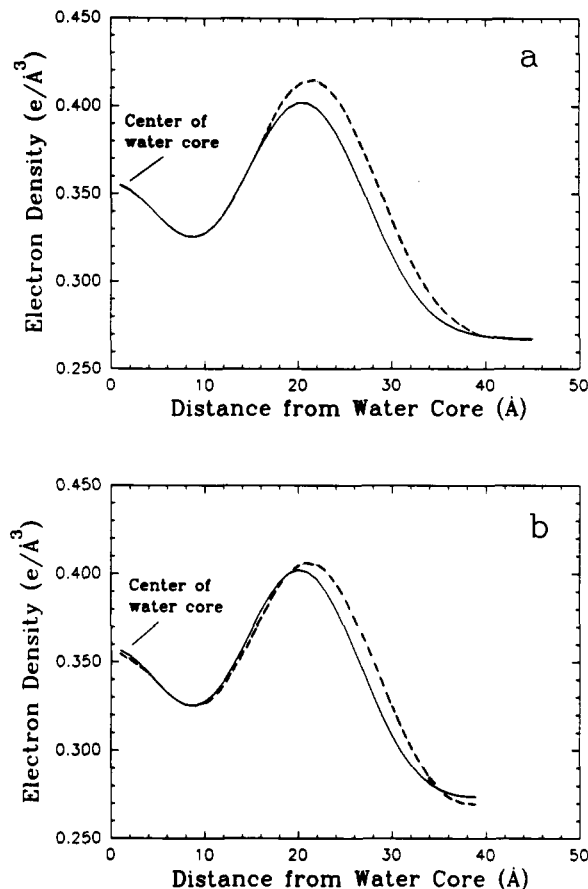 a
0.450
0.400
0.350
0.300
0.250
Electron Density (e/Å³)
Center of
water core
0 10 20 30 40 50
Distance from Water Core (Å)
b
0.450
0.400
0.350
0.300
0.250
Electron Density (e/Å³)
Center of
water core
0 10 20 30 40 50
Distance from Water Core (Å)